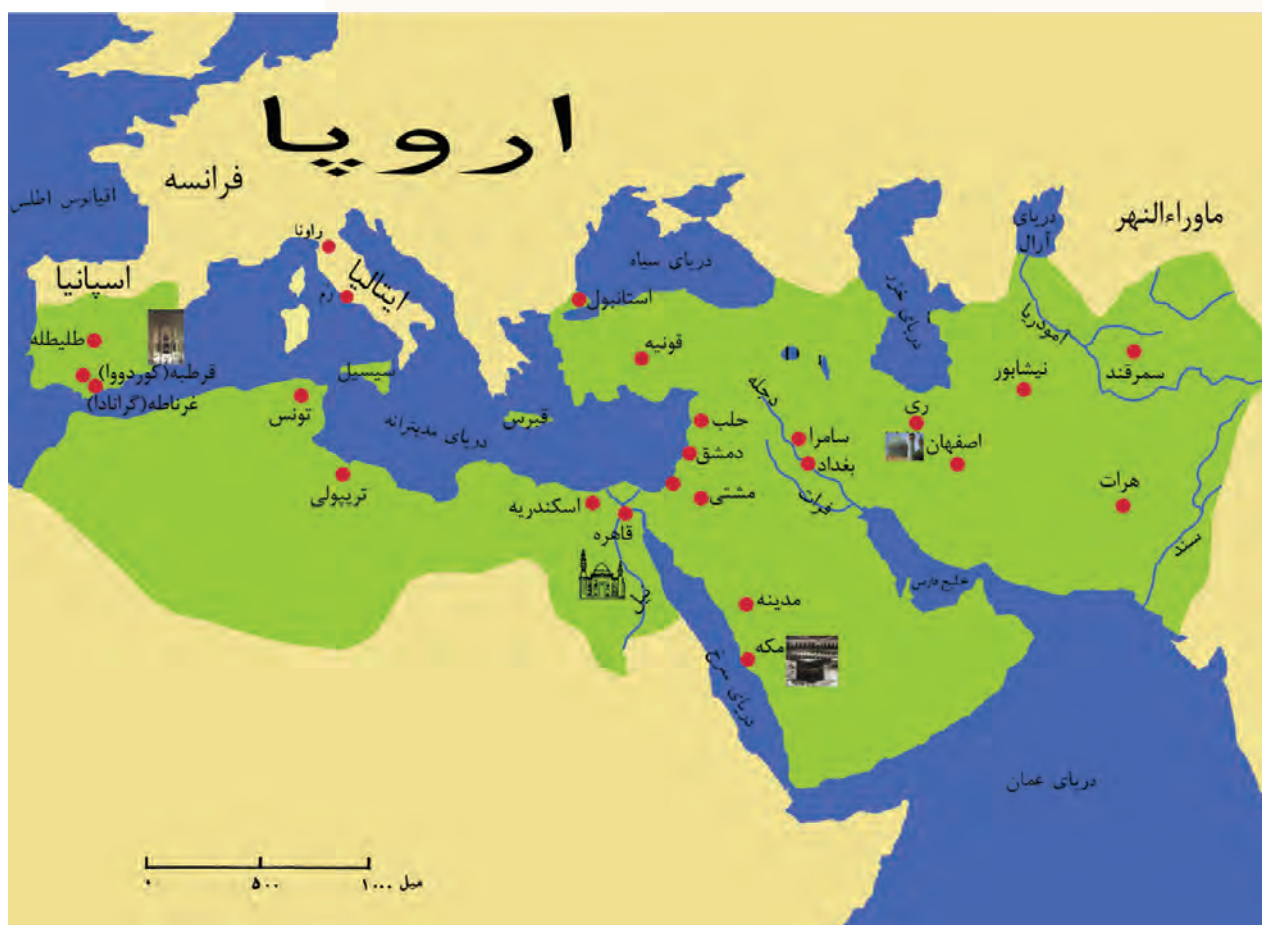 اروپا
فرانسه
اقیانوس اطلس
ماوراءالنهر
دریای
آرال
راونا
ایتالیا
رم
دریای سیاه
دریای خزر
اسپانیا
استانبول
آمودریا
طلیطله
قونیه
سمرقند
نیشابور
قرطبه(کوردووا)
غرناطه(گرانادا)
سیسیل
تونس
قبرس
دریای مدیترانه
دجله
حلب
ری
سامرا
اصفهان
دمشق
بغداد
تریپولی
اسکندریه
مشتی
فرات
هرات
قاهره
سند
نیل
خلیج فارس
مدینه
مکه
دریای سرخ
دریای عمان
۰ ۵۰۰ ۱۰۰۰ میل